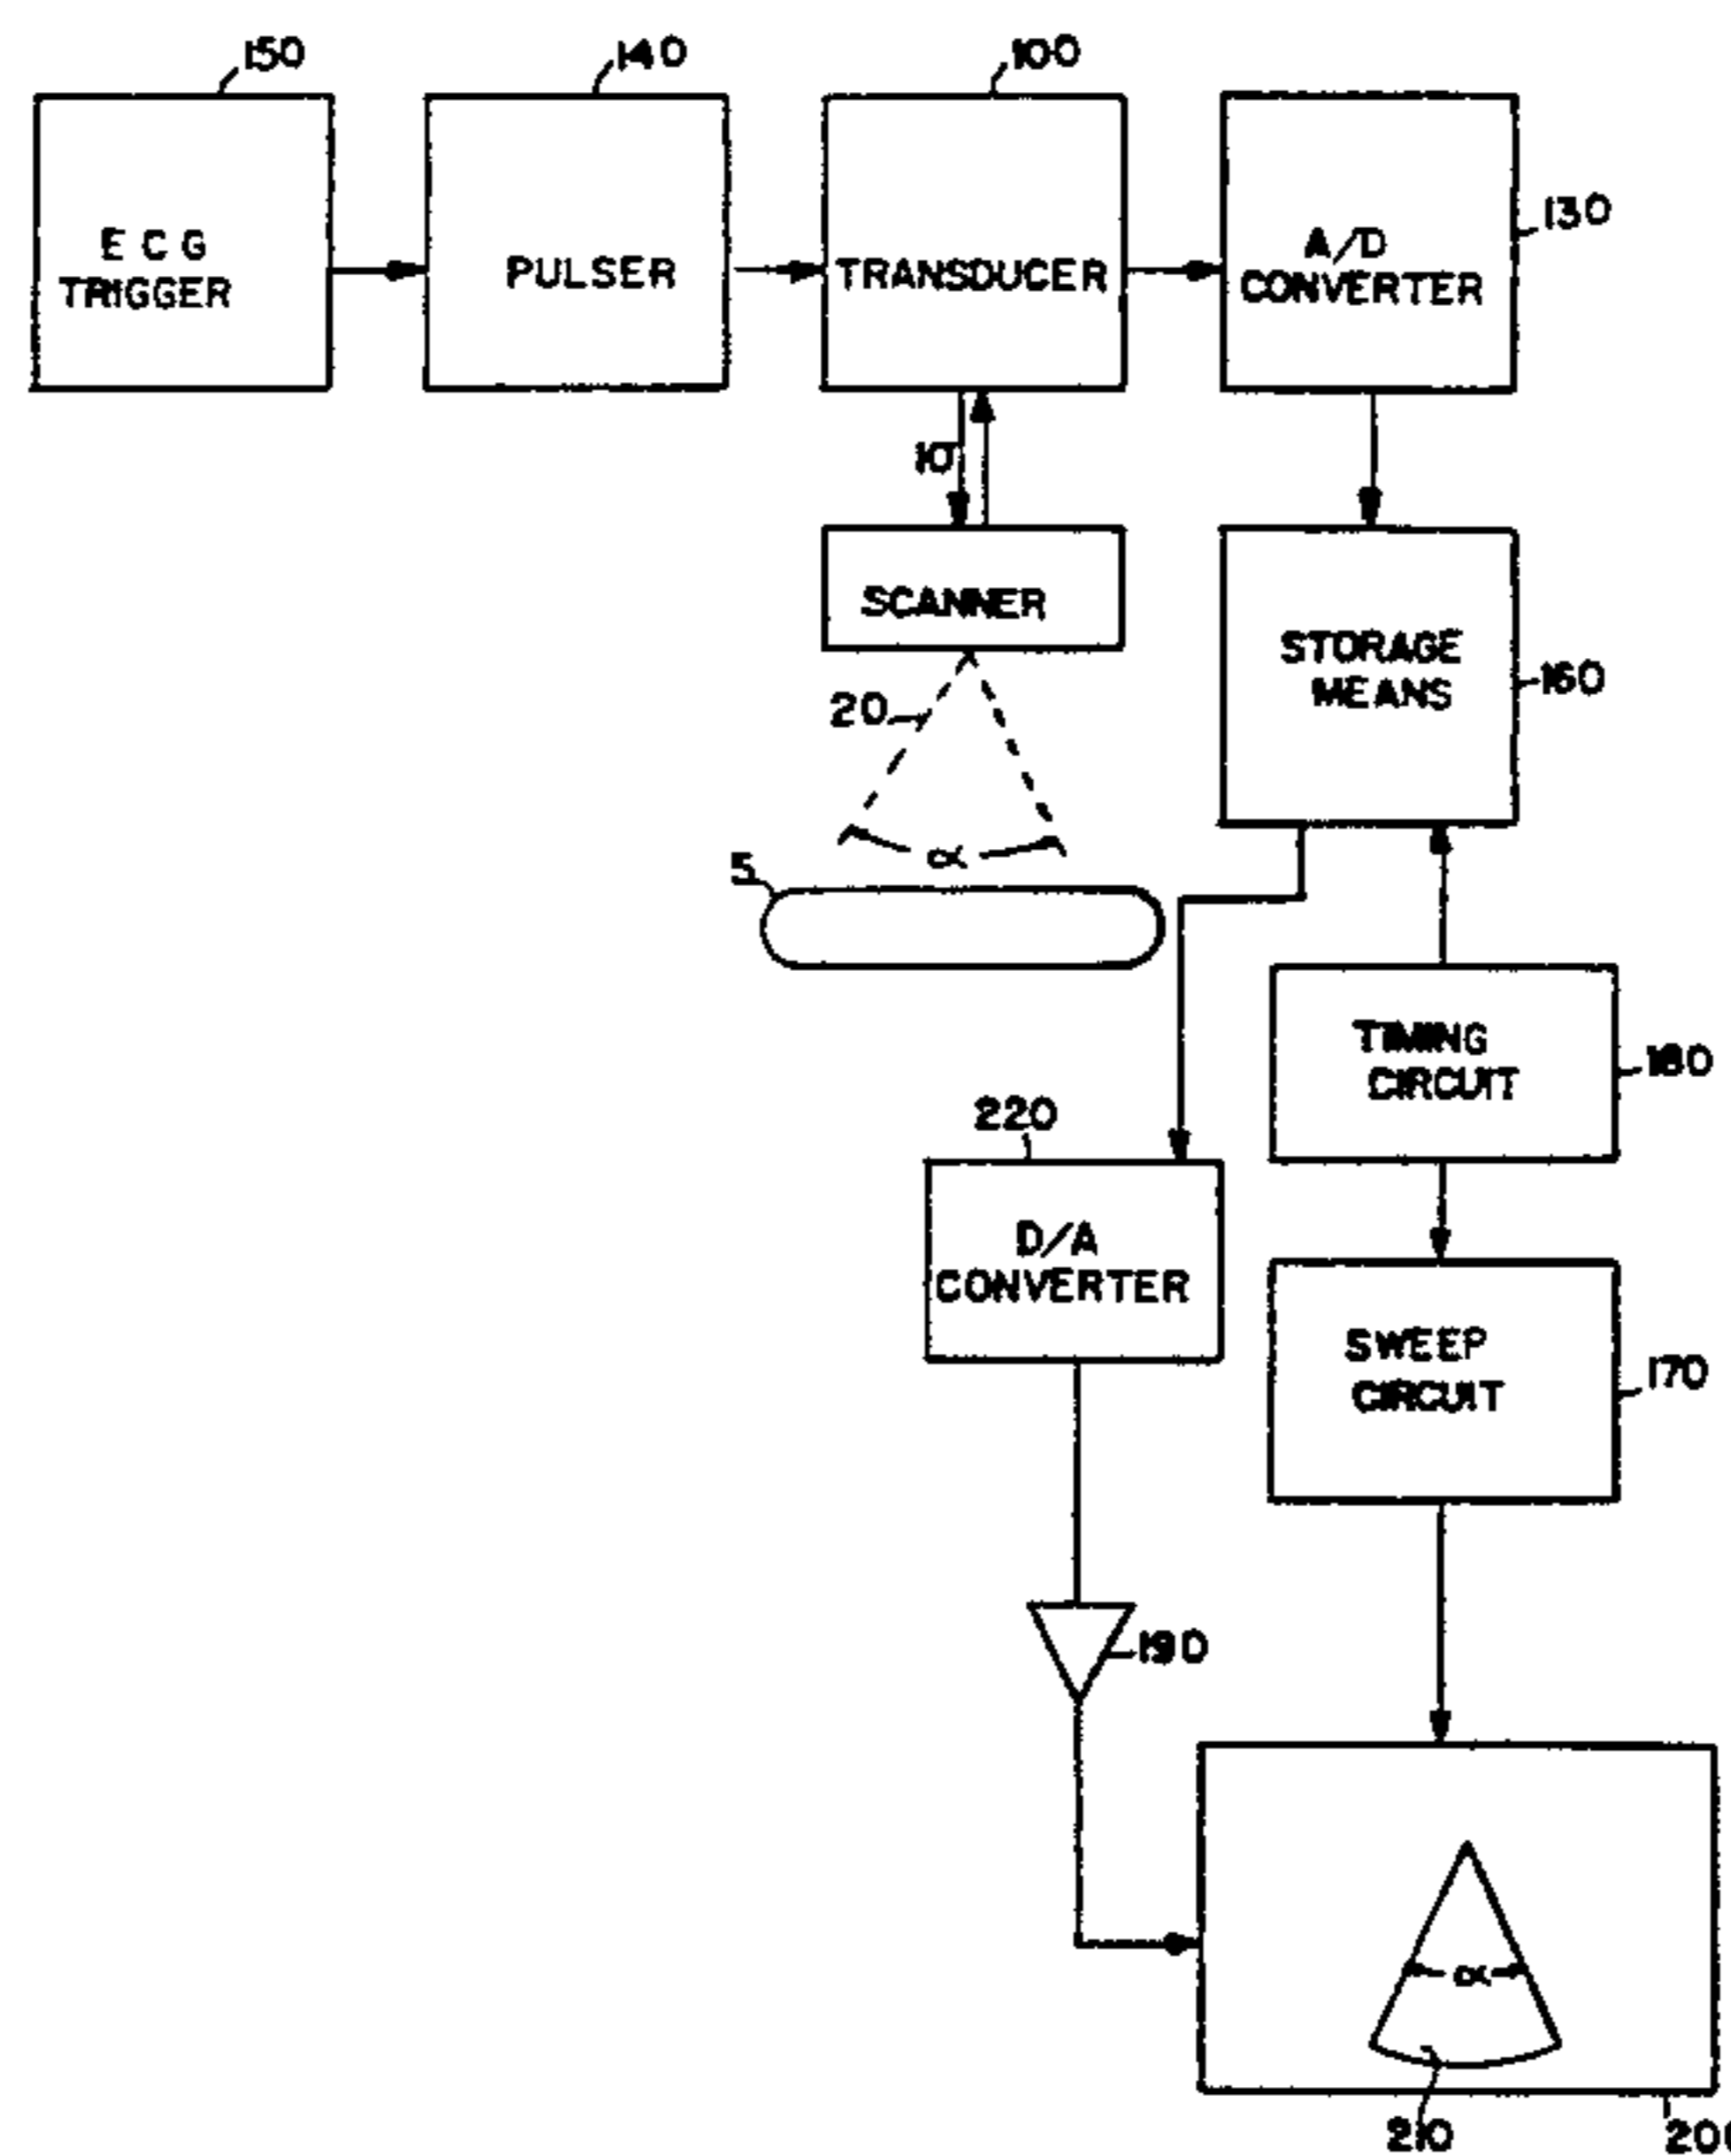 150
140
100
E C G
TRIGGER
PULSER
TRANSDUCER
A/D
CONVERTER
130
10
SCANNER
STORAGE
MEANS
160
20
α
5
TIMING
CIRCUIT
180
220
D/A
CONVERTER
SWEEP
CIRCUIT
170
190
α
210
200